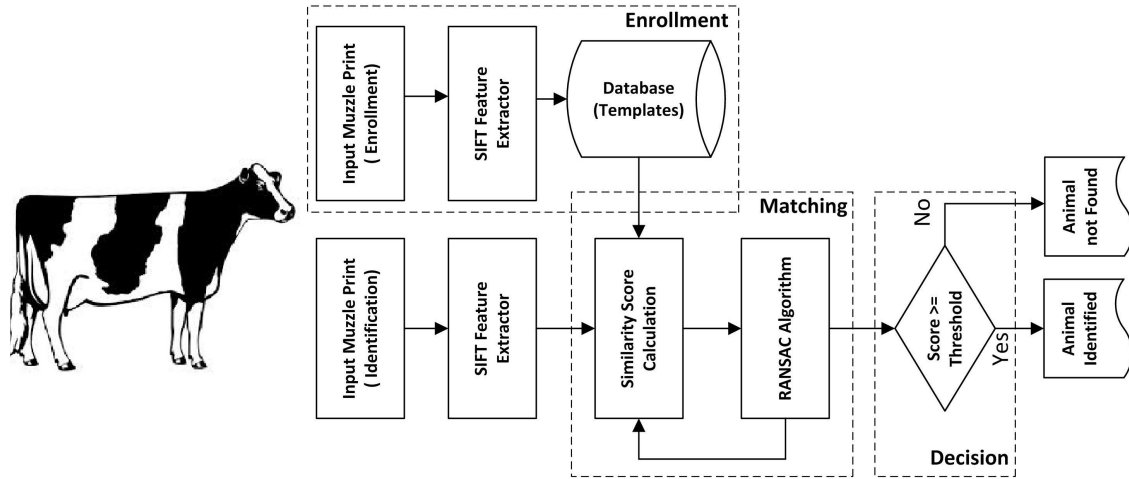 Enrollment
Input Muzzle Print
( Enrollment)
SIFT Feature
Extractor
Database
(Templates)
Matching
Input Muzzle Print
( Identification)
SIFT Feature
Extractor
Similarity Score
Calculation
RANSAC Algorithm
Score >=
Threshold
No
Yes
Decision
Animal
not Found
Animal
Identified